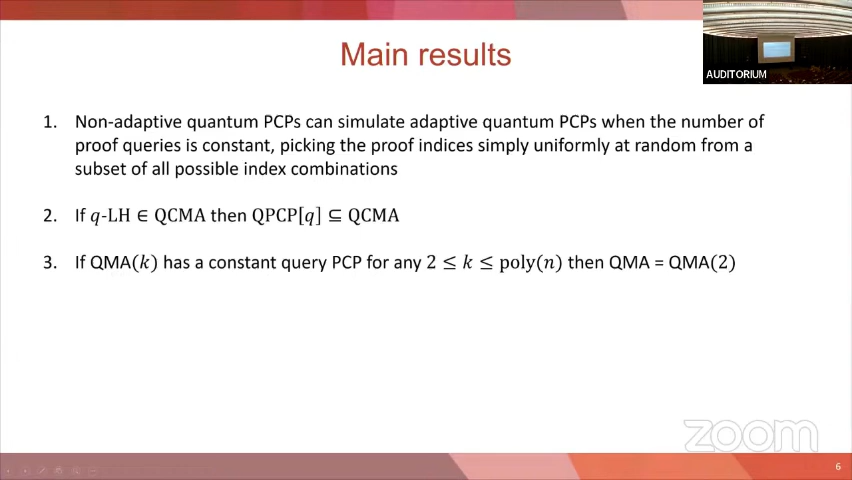 Main results
AUDITORIUM
1. Non-adaptive quantum PCPs can simulate adaptive quantum PCPs when the number of
proof queries is constant, picking the proof indices simply uniformly at random from a
subset of all possible index combinations
2. If q-LH ∈ QCMA then QPCP[q] ⊆ QCMA
3. If QMA(k) has a constant query PCP for any 2 ≤ k ≤ poly(n) then QMA = QMA(2)
zoom
6